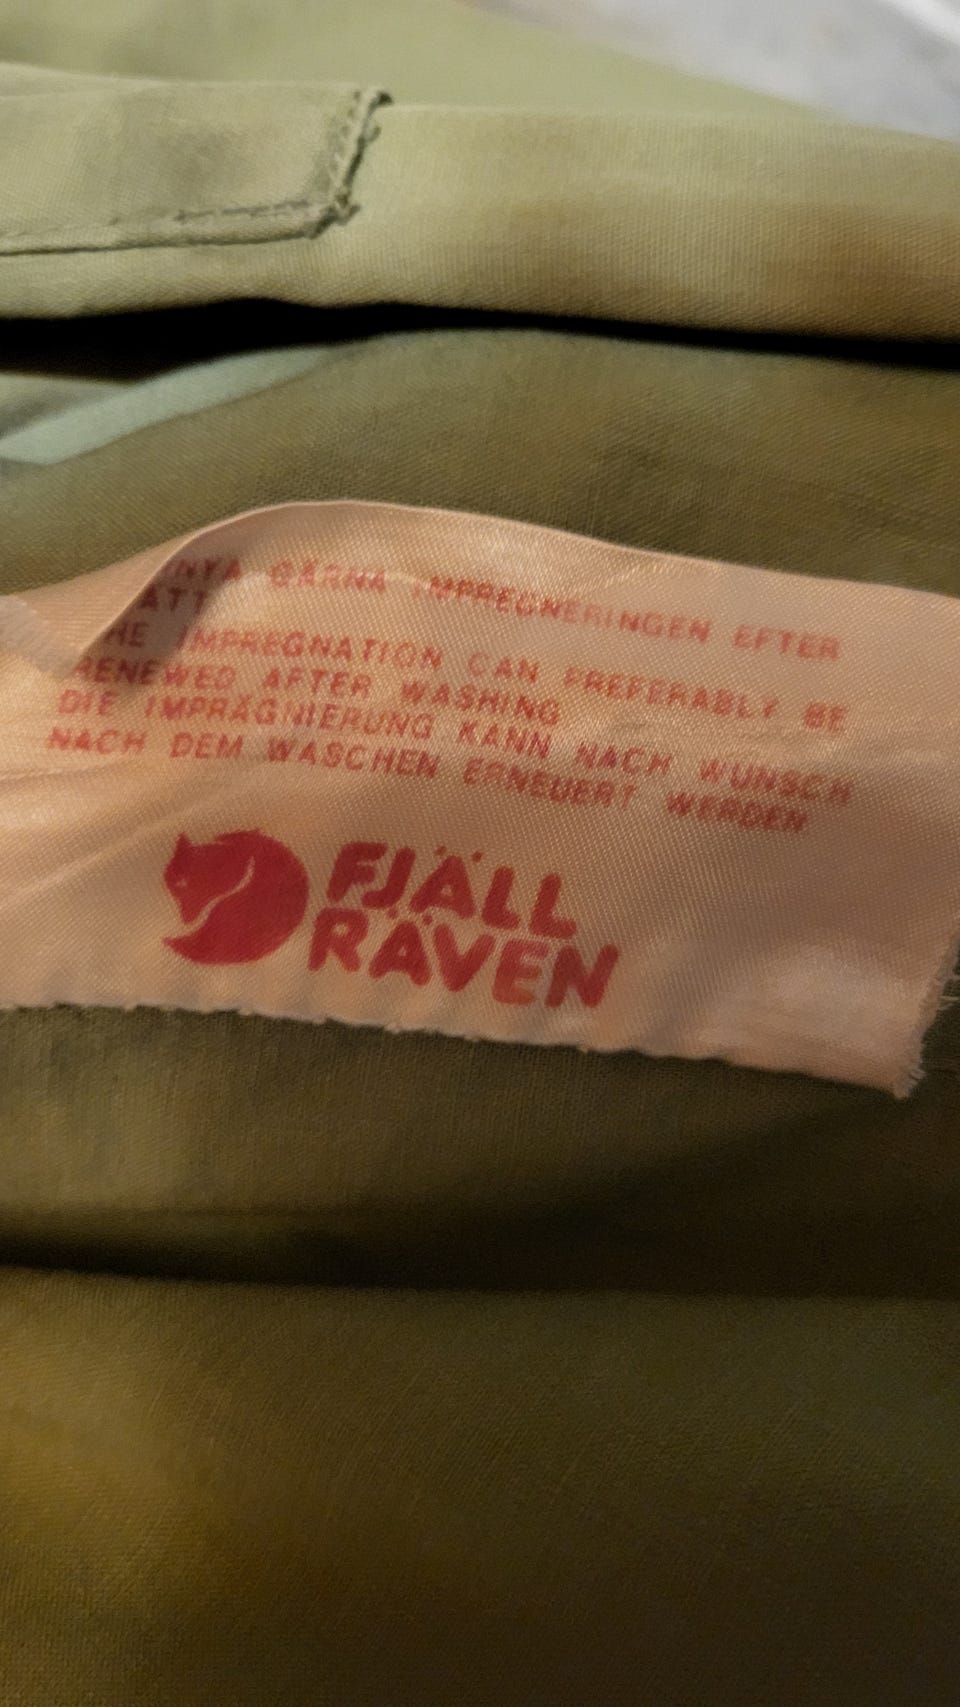 GÄRNA IMPREGNERINGEN EFTER
IMPREGNATION CAN PREFERABLY BE
RENEWED AFTER WASHING
DIE IMPRÄGNIERUNG KANN NACH WUNSCH
NACH DEM WASCHEN ERNEUERT WERDEN
FJÄLL
RÄVEN